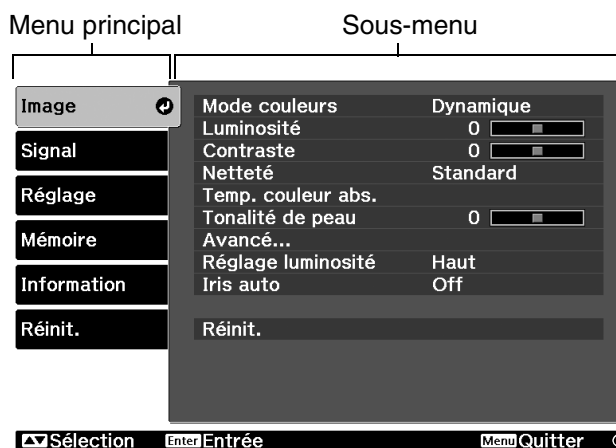 Menu principal Sous-menu
Image
Signal
Réglage
Mémoire
Information
Réinit.
Mode couleurs Dynamique
Luminosité 0
Contraste 0
Netteté Standard
Temp. couleur abs.
Tonalité de peau 0
Avancé...
Réglage luminosité Haut
Iris auto Off
Réinit.
Sélection Enter Entrée Menu Quitter